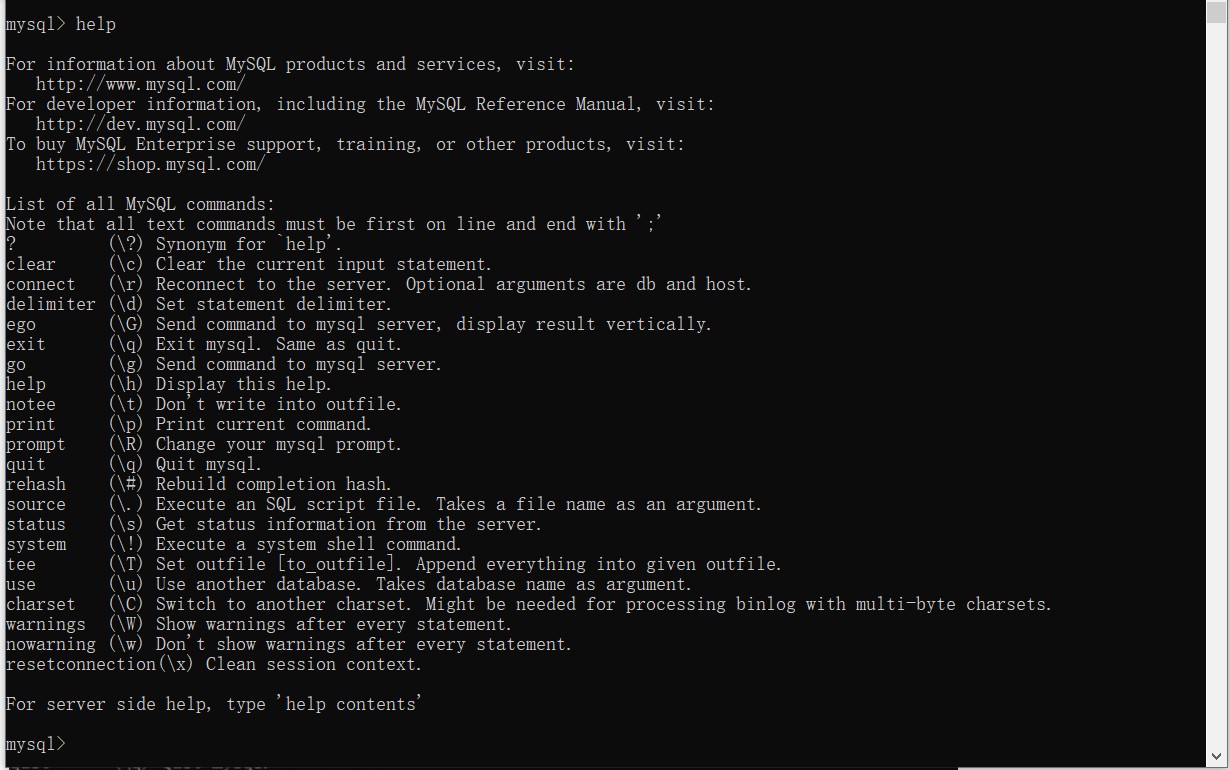 mysql> help
For information about MySQL products and services, visit:
http://www.mysql.com/
For developer information, including the MySQL Reference Manual, visit:
http://dev.mysql.com/
To buy MySQL Enterprise support, training, or other products, visit:
https://shop.mysql.com/
List of all MySQL commands:
Note that all text commands must be first on line and end with ';'
? (\?) Synonym for `help'.
clear (\c) Clear the current input statement.
connect (\r) Reconnect to the server. Optional arguments are db and host.
delimiter (\d) Set statement delimiter.
ego (\G) Send command to mysql server, display result vertically.
exit (\q) Exit mysql. Same as quit.
go (\g) Send command to mysql server.
help (\h) Display this help.
notee (\t) Don't write into outfile.
print (\p) Print current command.
prompt (\R) Change your mysql prompt.
quit (\q) Quit mysql.
rehash (\#) Rebuild completion hash.
source (\.) Execute an SQL script file. Takes a file name as an argument.
status (\s) Get status information from the server.
system (\!) Execute a system shell command.
tee (\T) Set outfile [to_outfile]. Append everything into given outfile.
use (\u) Use another database. Takes database name as argument.
charset (\C) Switch to another charset. Might be needed for processing binlog with multi-byte charsets.
warnings (\W) Show warnings after every statement.
nowarning (\w) Don't show warnings after every statement.
resetconnection(\x) Clean session context.
For server side help, type 'help contents'
mysql>